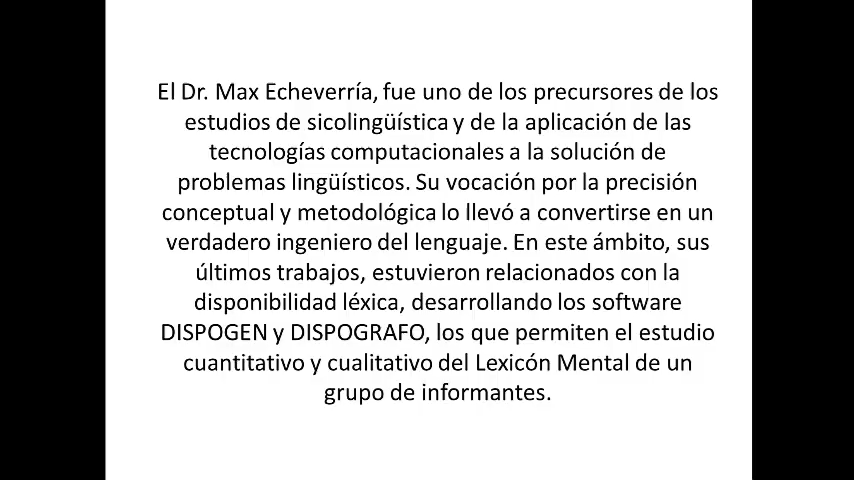 El Dr. Max Echeverría, fue uno de los precursores de los
estudios de sicolingüística y de la aplicación de las
tecnologías computacionales a la solución de
problemas lingüísticos. Su vocación por la precisión
conceptual y metodológica lo llevó a convertirse en un
verdadero ingeniero del lenguaje. En este ámbito, sus
últimos trabajos, estuvieron relacionados con la
disponibilidad léxica, desarrollando los software
DISPOGEN y DISPOGRAFO, los que permiten el estudio
cuantitativo y cualitativo del Lexicón Mental de un
grupo de informantes.